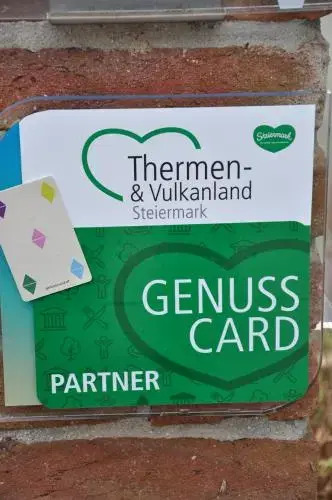 Steiermark
Thermen-
& Vulkanland
Steiermark
GENUSS
CARD
PARTNER